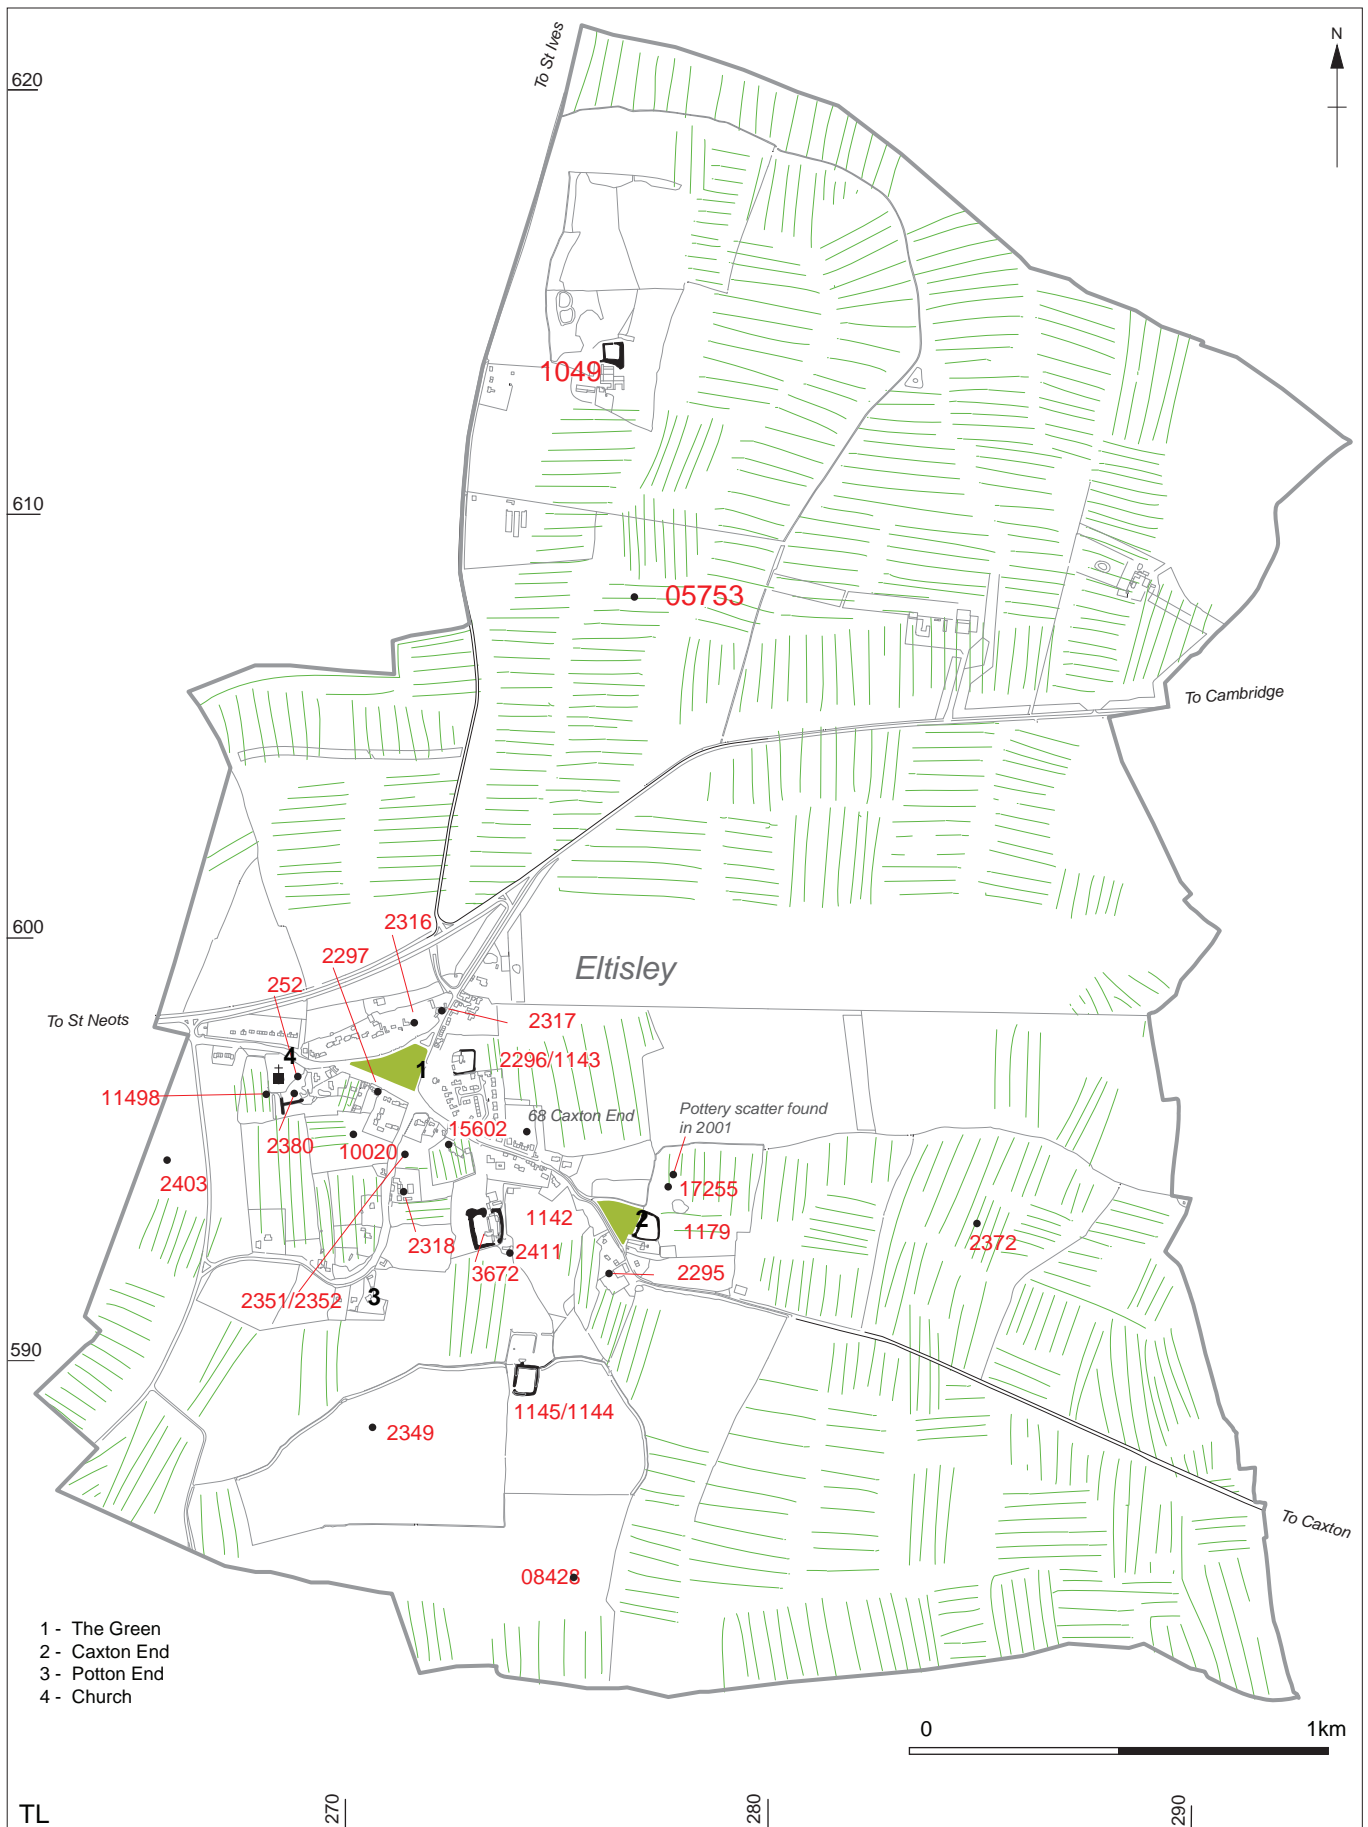 To St Ives
N
620
1049
610
05753
To Cambridge
2316
600
2297
Eltisley
252
To St Neots
2317
4
1
2296/1143
11498
68 Caxton End
Pottery scatter found
in 2001
15602
2380
10020
2403
17255
1142
2
1179
2318
2411
2372
3672
2295
2351/2352
3
590
1145/1144
2349
To Caxton
08428
1 - The Green
2 - Caxton End
3 - Potton End
4 - Church
0
1km
TL
270
280
290